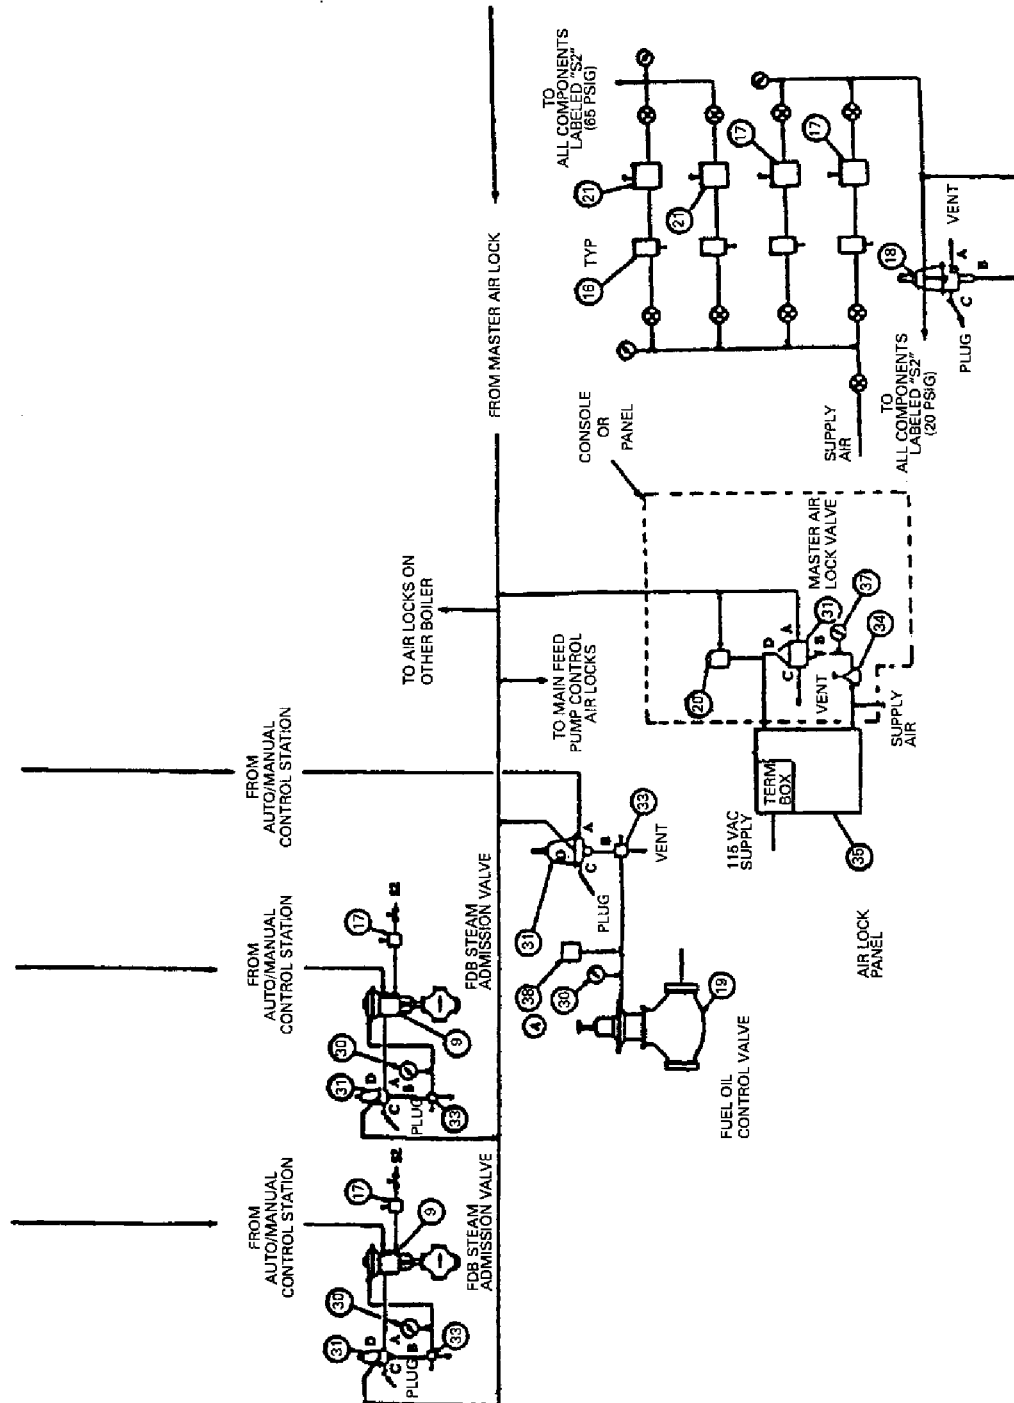 FROM
AUTO/MANUAL
CONTROL STATION
FROM
AUTO/MANUAL
CONTROL STATION
FROM
AUTO/MANUAL
CONTROL STATION
17
S2
30
31
D
A
B
C
PLUG
33
9
FDB STEAM
ADMISSION VALVE
17
S2
30
31
D
A
B
C
PLUG
33
9
FDB STEAM
ADMISSION VALVE
TO AIR LOCKS ON
OTHER BOILER
FROM MASTER AIR LOCK
TO MAIN FEED
PUMP CONTROL
AIR LOCKS
31
D
A
B
C
PLUG
33
VENT
38
A
30
19
FUEL OIL
CONTROL VALVE
CONSOLE
OR
PANEL
MASTER AIR
LOCK VALVE
20
D
A
C
B
31
37
34
VENT
SUPPLY
AIR
115 VAC
SUPPLY
TERM
BOX
35
AIR LOCK
PANEL
TO
ALL COMPONENTS
LABELED "S2"
(65 PSIG)
21
21
17
17
16 TYP
SUPPLY
AIR
TO
ALL COMPONENTS
LABELED "S2"
(20 PSIG)
18
VENT
A
B
C
PLUG